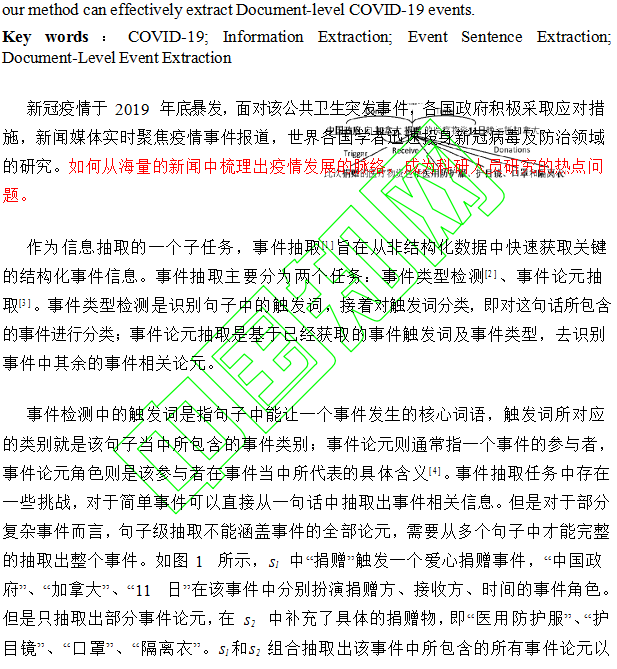 our method can effectively extract Document-level COVID-19 events.
Key words : COVID-19; Information Extraction; Event Sentence Extraction;
Document-Level Event Extraction
新冠疫情于 2019 年底暴发，面对该公共卫生突发事件，各国政府积极采取应对措
施，新闻媒体实时聚焦疫情事件报道，世界各国学者迅速投身新冠病毒及防治领域
的研究。如何从海量的新闻中梳理出疫情发展的脉络，成为科研人员研究的热点问
题。
Trigger
Receive
Donations
作为信息抽取的一个子任务，事件抽取[1]旨在从非结构化数据中快速获取关键
的结构化事件信息。事件抽取主要分为两个任务：事件类型检测[2]、事件论元抽
取[3]。事件类型检测是识别句子中的触发词，接着对触发词分类，即对这句话所包含
的事件进行分类；事件论元抽取是基于已经获取的事件触发词及事件类型，去识别
事件中其余的事件相关论元。
事件检测中的触发词是指句子中能让一个事件发生的核心词语，触发词所对应
的类别就是该句子当中所包含的事件类别；事件论元则通常指一个事件的参与者，
事件论元角色则是该参与者在事件当中所代表的具体含义[4]。事件抽取任务中存在
一些挑战，对于简单事件可以直接从一句话中抽取出事件相关信息。但是对于部分
复杂事件而言，句子级抽取不能涵盖事件的全部论元，需要从多个句子中才能完整
的抽取出整个事件。如图 1 所示，s1 中“捐赠”触发一个爱心捐赠事件，“中国政
府”、“加拿大”、“11 日”在该事件中分别扮演捐赠方、接收方、时间的事件角色。
但是只抽取出部分事件论元，在 s2 中补充了具体的捐赠物，即“医用防护服”、“护
目镜”、“口罩”、“隔离衣”。s1和s2 组合抽取出该事件中所包含的所有事件论元以
中国知网